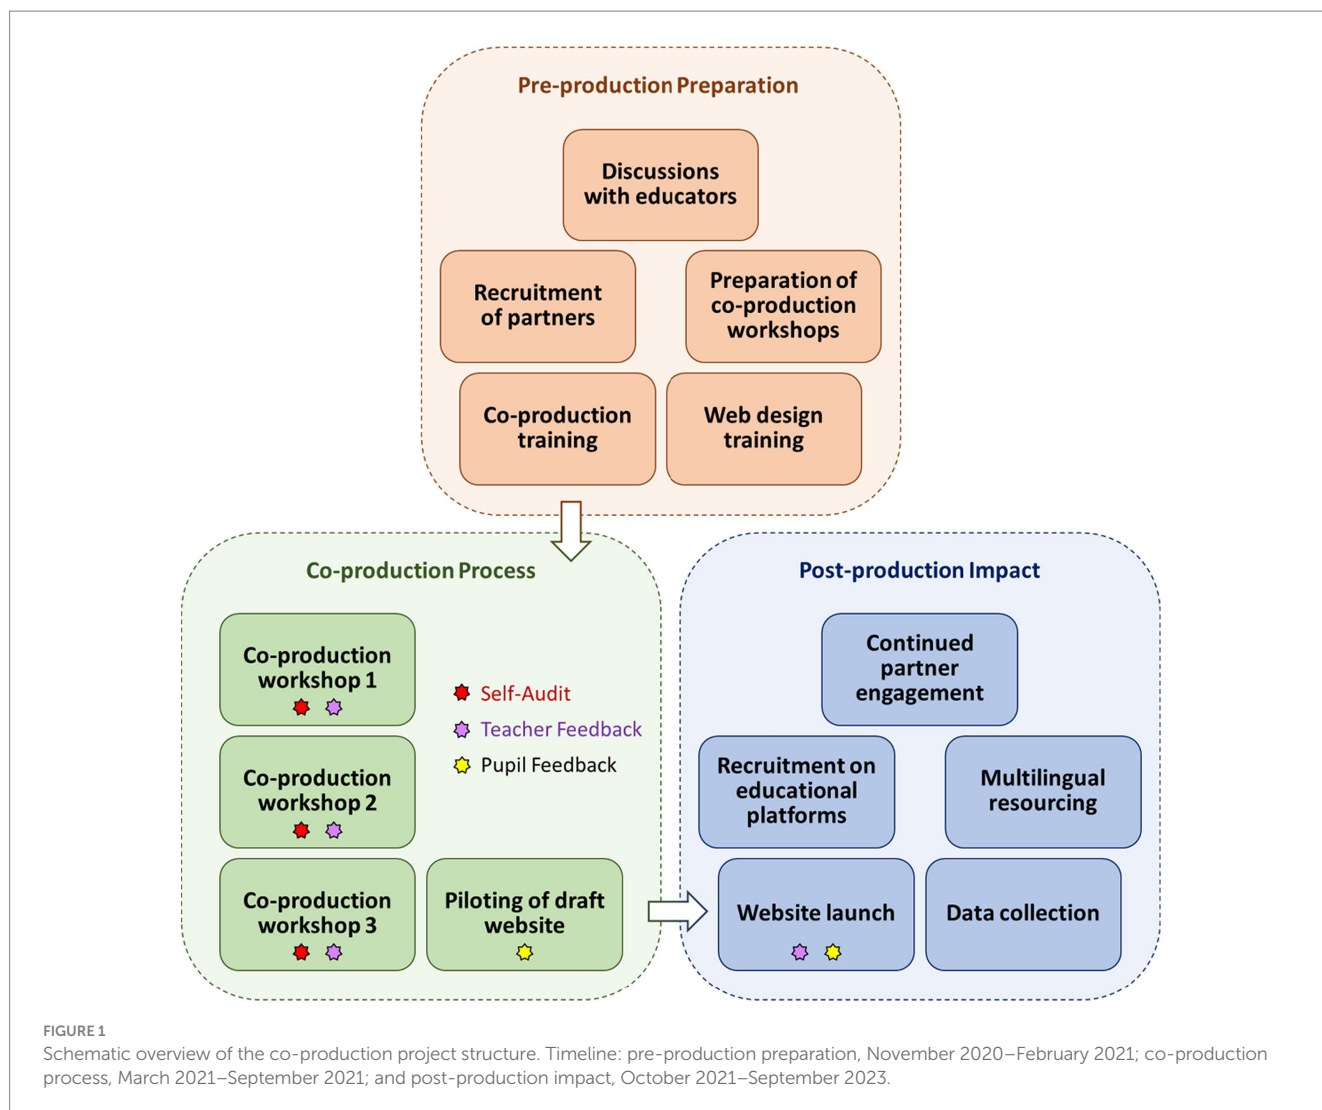 Pre-production Preparation
Discussions
with educators
Recruitment
of partners
Preparation of
co-production
workshops
Co-production
training
Web design
training
Co-production Process
Co-production
workshop 1
Co-production
workshop 2
Co-production
workshop 3
Self-Audit
Teacher Feedback
Pupil Feedback
Piloting of draft
website
Post-production Impact
Continued
partner
engagement
Recruitment on
educational
platforms
Multilingual
resourcing
Website launch
Data collection
FIGURE 1
Schematic overview of the co-production project structure. Timeline: pre-production preparation, November 2020–February 2021; co-production
process, March 2021–September 2021; and post-production impact, October 2021–September 2023.